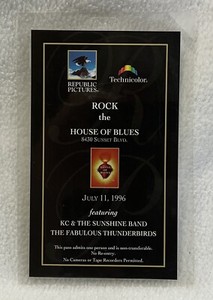 REPUBLIC
PICTURES
Technicolor
ROCK
the
HOUSE OF BLUES
8430 SUNSET BLVD.
JULY 11, 1996
featuring
KC & THE SUNSHINE BAND
THE FABULOUS THUNDERBIRDS
This pass admits one person and is non-transferable.
No Re-entry.
No Cameras or Tape Recorders Permitted.